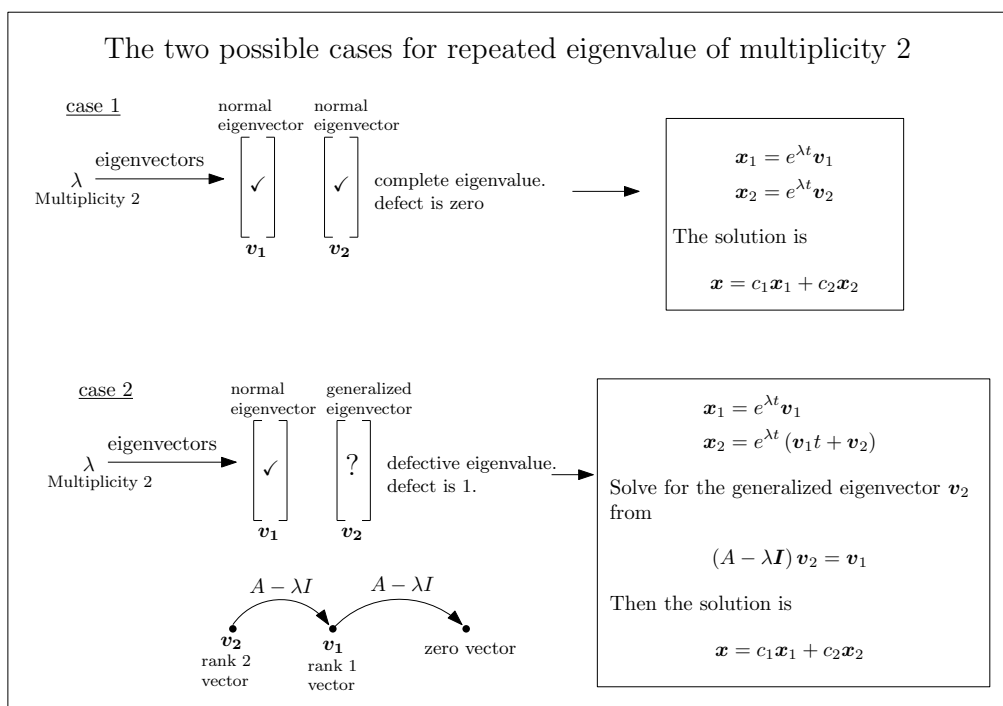 The two possible cases for repeated eigenvalue of multiplicity 2
case 1
normal
eigenvector
normal
eigenvector
eigenvectors
λ
Multiplicity 2
✓
✓
v₁
v₂
complete eigenvalue.
defect is zero
x₁ = e^{λt}v₁
x₂ = e^{λt}v₂
The solution is
x = c₁x₁ + c₂x₂
case 2
normal
eigenvector
generalized
eigenvector
eigenvectors
λ
Multiplicity 2
✓
?
v₁
v₂
defective eigenvalue.
defect is 1.
x₁ = e^{λt}v₁
x₂ = e^{λt} (v₁t + v₂)
Solve for the generalized eigenvector v₂
from
(A − λI) v₂ = v₁
Then the solution is
x = c₁x₁ + c₂x₂
A − λI
A − λI
v₂
rank 2
vector
v₁
rank 1
vector
zero vector